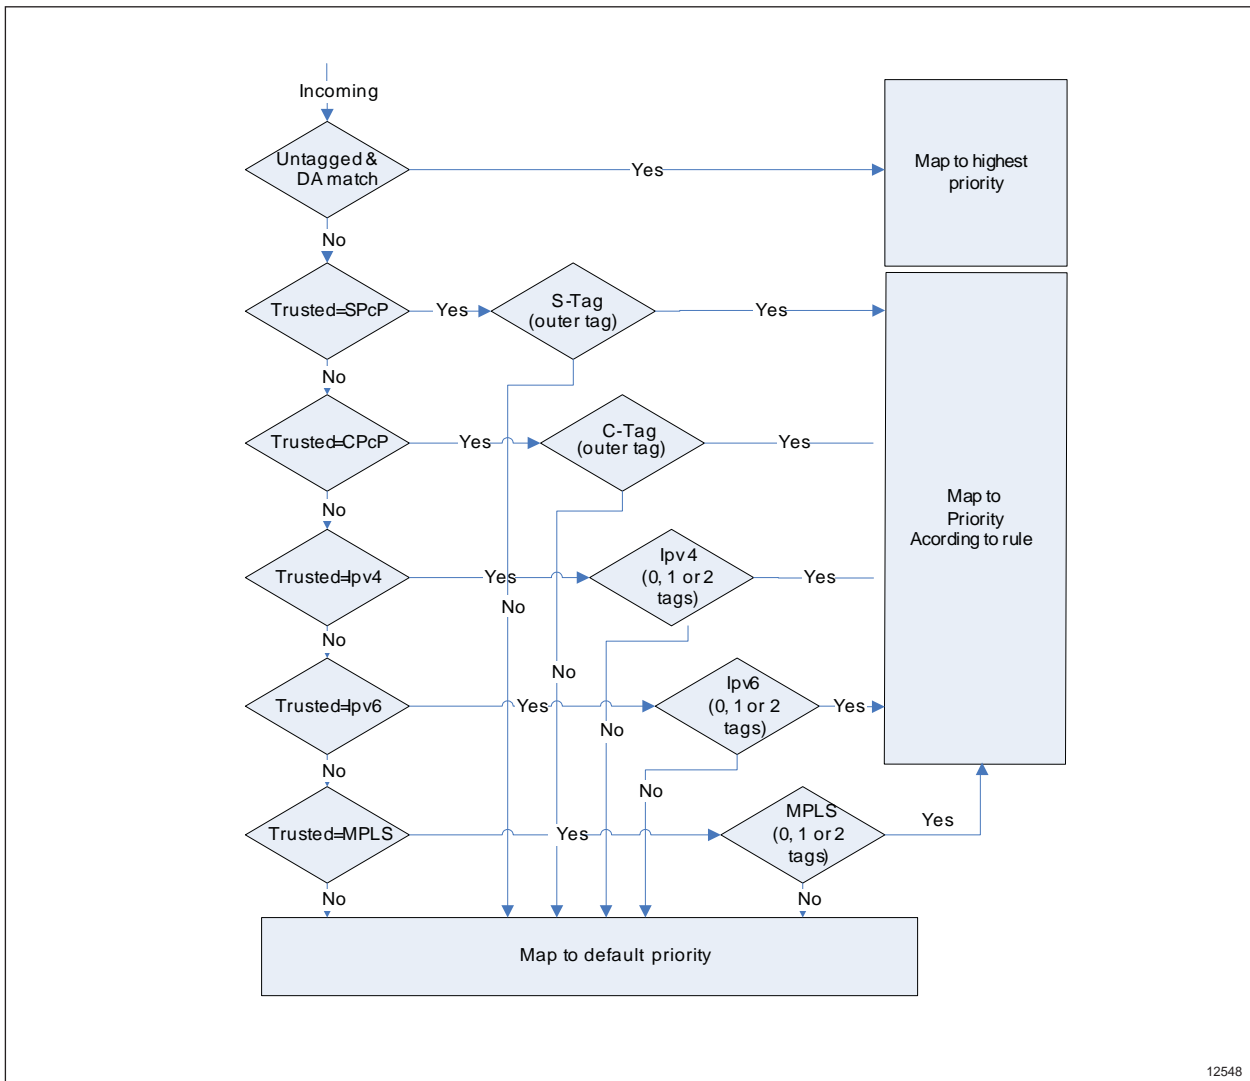 Incoming
Untagged &
DA match
Yes
Map to highest
priority
No
Trusted=SPcP
Yes
S-Tag
(outer tag)
Yes
No
Trusted=CPcP
Yes
C-Tag
(outer tag)
Yes
Map to
Priority
Acording to rule
No
Trusted=Ipv4
Yes
Ipv4
(0, 1 or 2
tags)
Yes
No
No
Trusted=Ipv6
Yes
No
Ipv6
(0, 1 or 2
tags)
Yes
No
No
No
Trusted=MPLS
Yes
MPLS
(0, 1 or 2
tags)
Yes
No
No
Map to default priority
12548